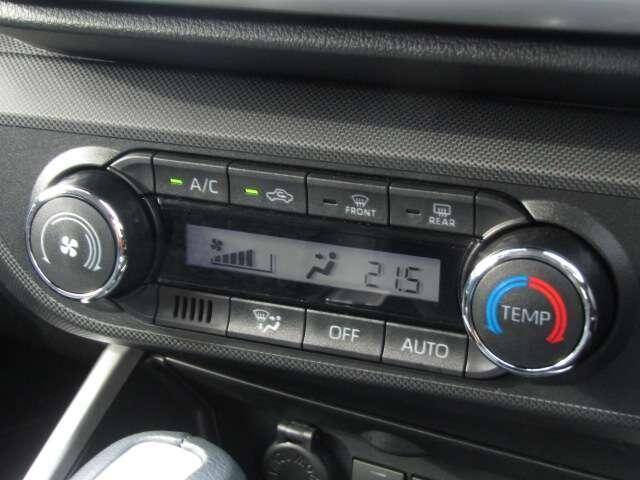 A/C
FRONT
REAR
21.5
TEMP
OFF
AUTO